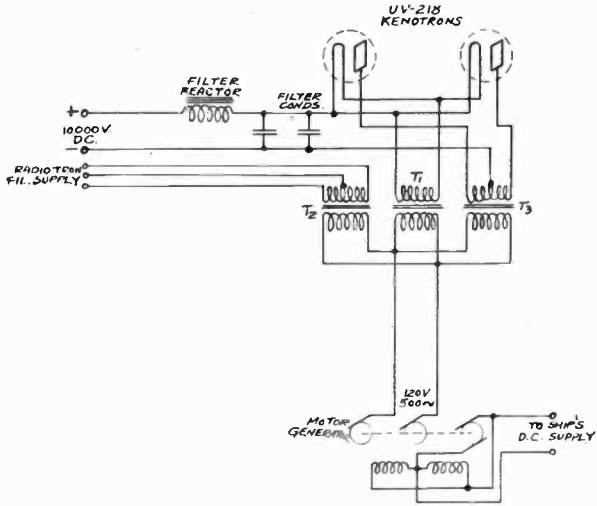 UV-218
KENOTRONS
FILTER
REACTOR
FILTER
CONDS.
+
10000V.
D.C.
-
RADIOTRON
FIL. SUPPLY
T2
T1
T3
120V
500~
MOTOR
GENERATOR
TO SHIP'S
D.C. SUPPLY